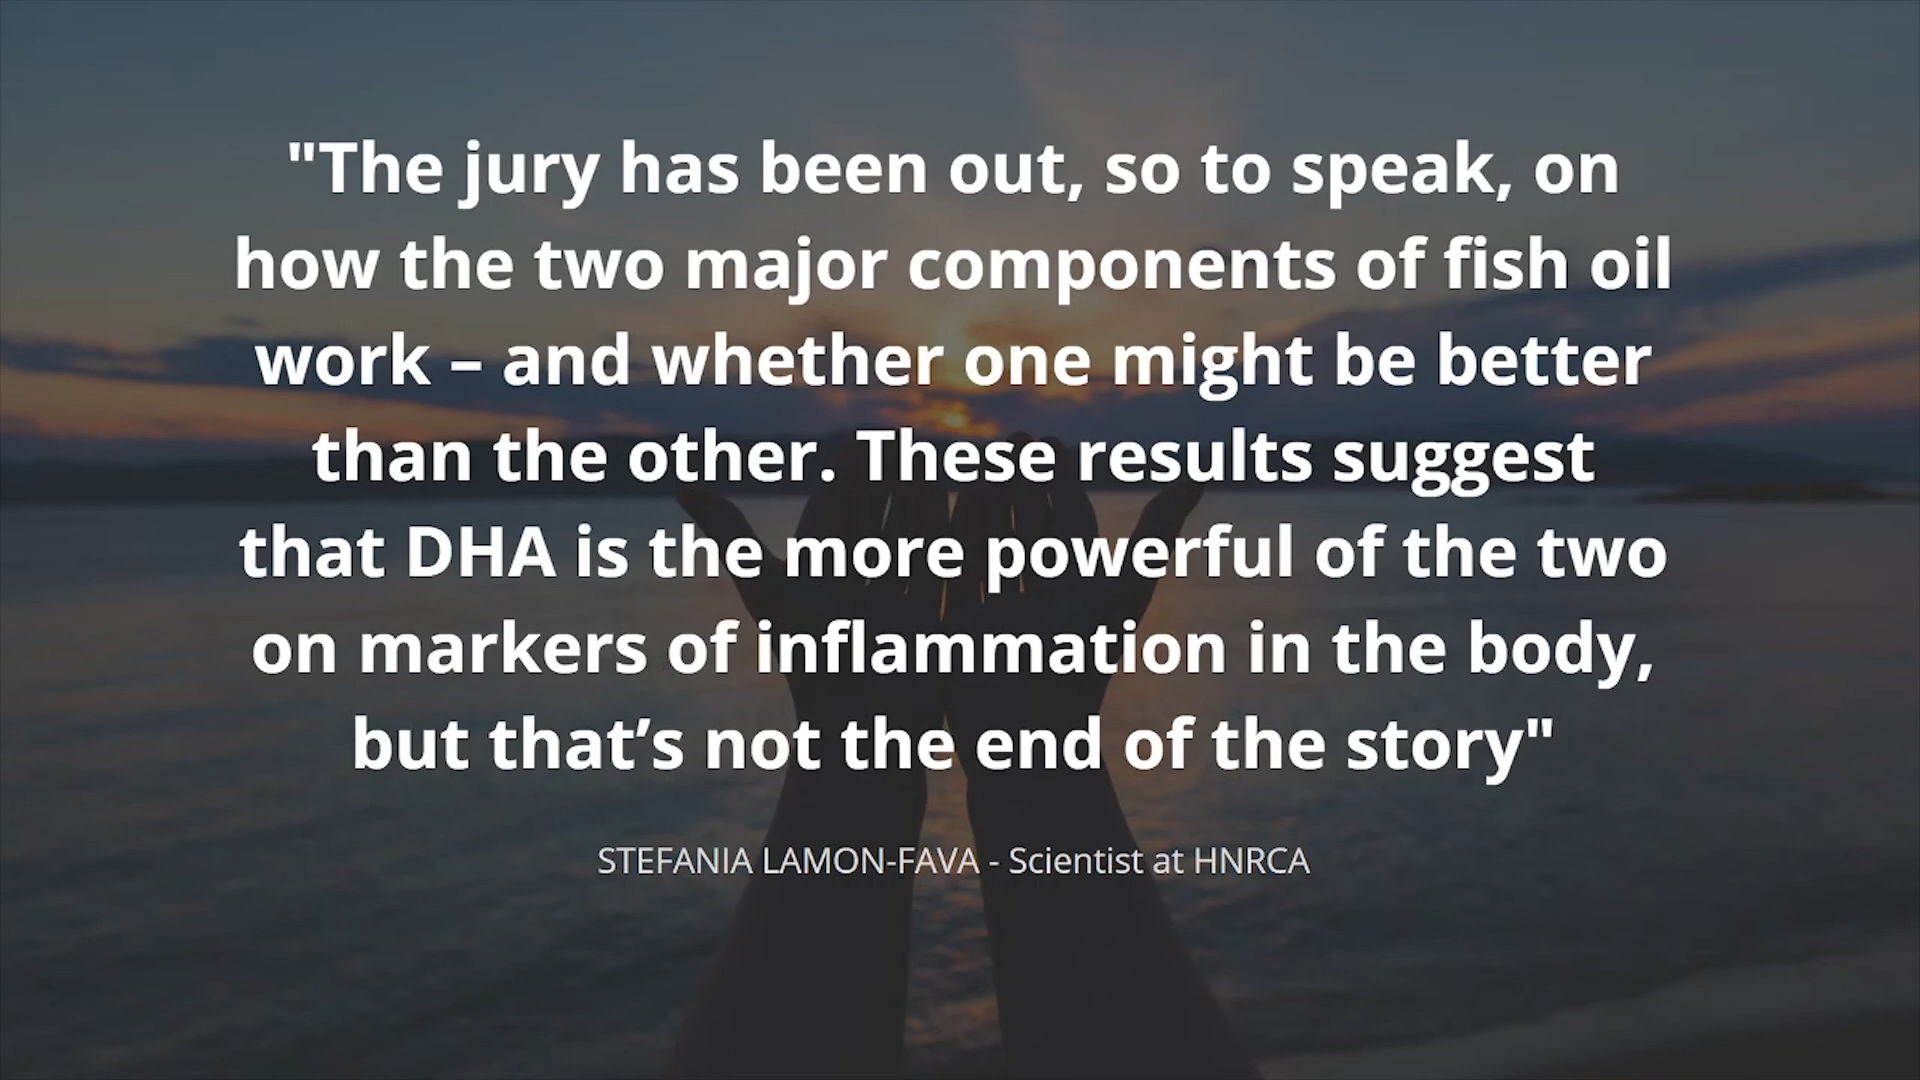 "The jury has been out, so to speak, on
how the two major components of fish oil
work – and whether one might be better
than the other. These results suggest
that DHA is the more powerful of the two
on markers of inflammation in the body,
but that’s not the end of the story"
STEFANIA LAMON-FAVA - Scientist at HNRCA